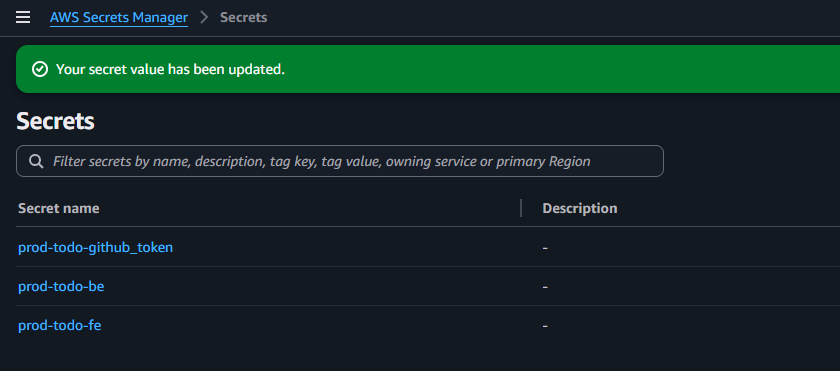 AWS Secrets Manager > Secrets
Your secret value has been updated.
Secrets
Filter secrets by name, description, tag key, tag value, owning service or primary Region
Secret name | Description
prod-todo-github_token -
prod-todo-be -
prod-todo-fe -